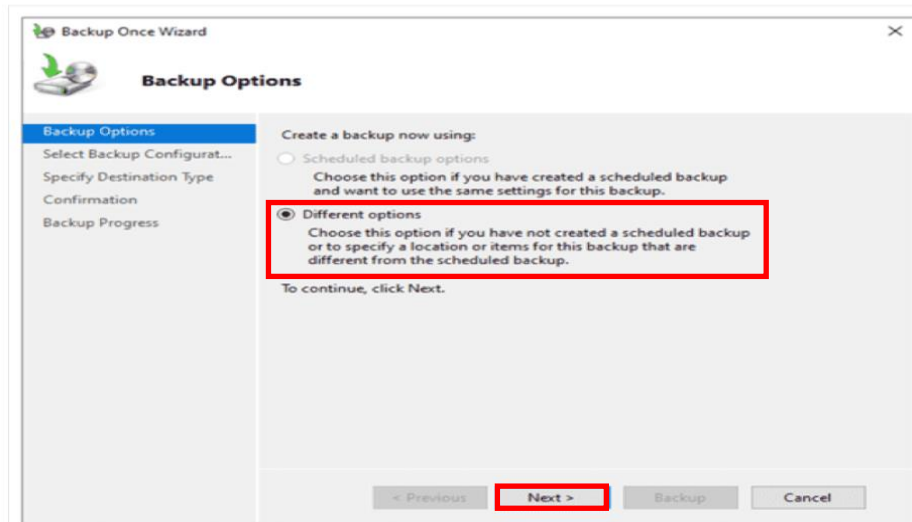 Backup Once Wizard
Backup Options
Backup Options
Select Backup Configurat...
Specify Destination Type
Confirmation
Backup Progress
Create a backup now using:
Scheduled backup options
Choose this option if you have created a scheduled backup
and want to use the same settings for this backup.
Different options
Choose this option if you have not created a scheduled backup
or to specify a location or items for this backup that are
different from the scheduled backup.
To continue, click Next.
< Previous
Next >
Backup
Cancel